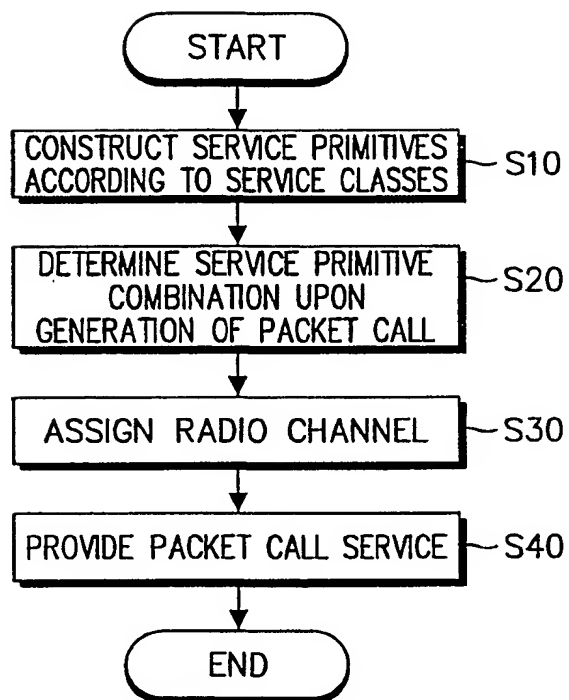 START
CONSTRUCT SERVICE PRIMITIVES
ACCORDING TO SERVICE CLASSES
S10
DETERMINE SERVICE PRIMITIVE
COMBINATION UPON
GENERATION OF PACKET CALL
S20
ASSIGN RADIO CHANNEL
S30
PROVIDE PACKET CALL SERVICE
S40
END